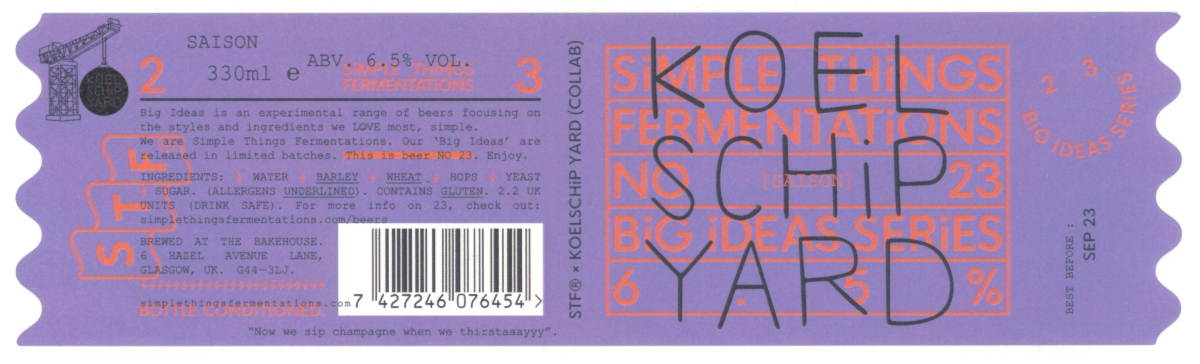 KOEL
SCHIP
YARD
SAISON
330ml e
ABV. 6.5% VOL.
2
SIMPLE THINGS
FERMENTATIONS
3
Big Ideas is an experimental range of beers focusing on
the styles and ingredients we LOVE most, simple.
We are Simple Things Fermentations. Our 'Big Ideas' are
released in limited batches. This is beer NO 23. Enjoy.
INGREDIENTS: + WATER + BARLEY + WHEAT + HOPS + YEAST
+ SUGAR. (ALLERGENS UNDERLINED). CONTAINS GLUTEN. 2.2 UK
UNITS (DRINK SAFE). For more info on 23, check out:
simplethingsfermentations.com/beers
STF
BREWED AT THE BAKEHOUSE.
6 HAZEL AVENUE LANE,
GLASGOW, UK. G44-3LJ.
simplethingsfermentations.com
BOTTLE CONDITIONED.
7 427246 076454 >
"Now we sip champagne when we thirstaaayyy".
STF® × KOELSCHIP YARD (COLLAB)
KOEL
SCHiP
YARD
SiMPLE THiNGS
FERMENTATiONS
NO [SAISON] 23
BiG iDEAS SERiES
6 . 5 %
2 3
BiG iDEAS SERiES
BEST BEFORE :
SEP 23